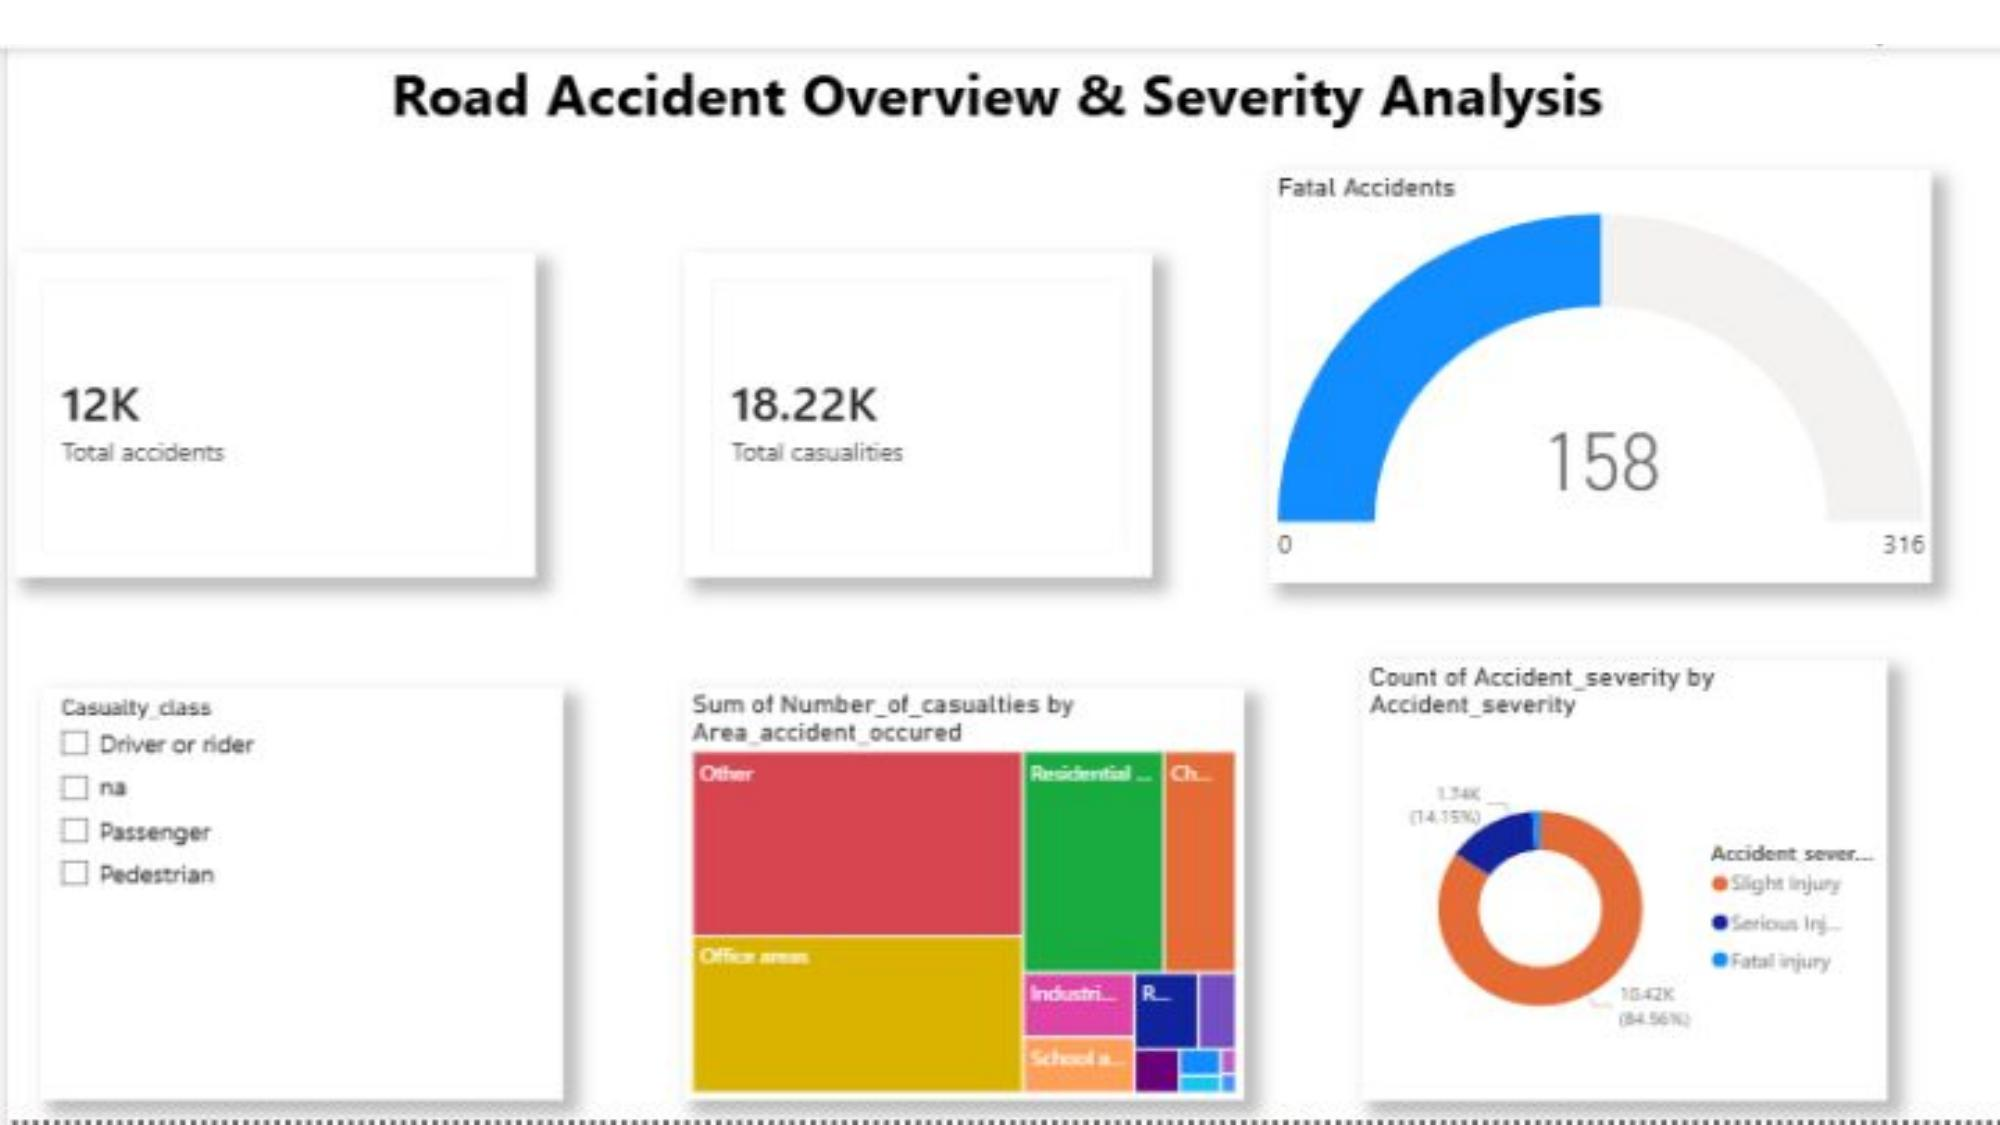 Road Accident Overview & Severity Analysis
Fatal Accidents
12K
Total accidents
18.22K
Total casualities
158
0
316
Casualty_class
Driver or rider
na
Passenger
Pedestrian
Sum of Number_of_casualties by
Area_accident_occured
Other
Residential ...
Ch...
Office areas
Industri...
R...
School a...
Count of Accident_severity by
Accident_severity
1.74K
(14.15%)
10.42K
(84.56%)
Accident sever...
Slight Injury
Serious Inj...
Fatal injury